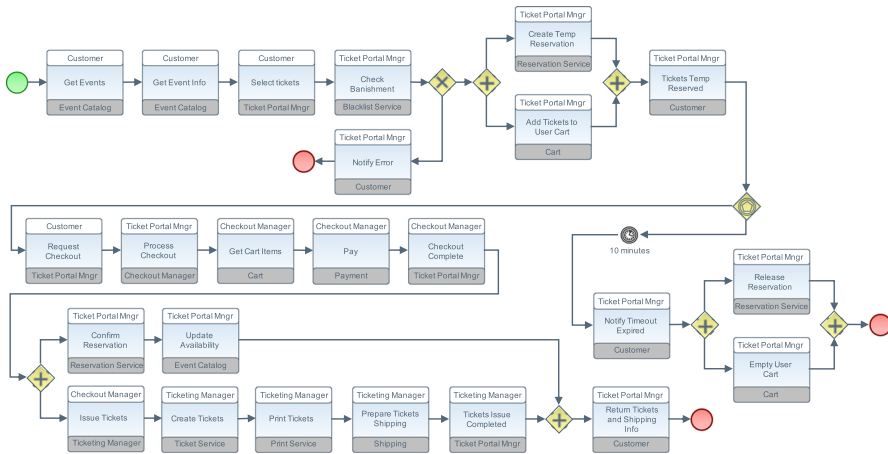 Customer
Get Events
Event Catalog
Customer
Get Event Info
Event Catalog
Customer
Select tickets
Ticket Portal Mngr
Ticket Portal Mngr
Check
Banishment
Blacklist Service
Ticket Portal Mngr
Create Temp
Reservation
Reservation Service
Ticket Portal Mngr
Add Tickets to
User Cart
Cart
Ticket Portal Mngr
Tickets Temp
Reserved
Customer
Ticket Portal Mngr
Notify Error
Customer
Customer
Request
Checkout
Ticket Portal Mngr
Ticket Portal Mngr
Process
Checkout
Checkout Manager
Checkout Manager
Get Cart Items
Cart
Checkout Manager
Pay
Payment
Checkout Manager
Checkout
Complete
Ticket Portal Mngr
10 minutes
Ticket Portal Mngr
Notify Timeout
Expired
Customer
Ticket Portal Mngr
Release
Reservation
Reservation Service
Ticket Portal Mngr
Empty User
Cart
Cart
Ticket Portal Mngr
Confirm
Reservation
Reservation Service
Ticket Portal Mngr
Update
Availability
Event Catalog
Checkout Manager
Issue Tickets
Ticketing Manager
Ticketing Manager
Create Tickets
Ticket Service
Ticketing Manager
Print Tickets
Print Service
Ticketing Manager
Prepare Tickets
Shipping
Shipping
Ticketing Manager
Tickets Issue
Completed
Ticket Portal Mngr
Ticket Portal Mngr
Return Tickets
and Shipping
Info
Customer